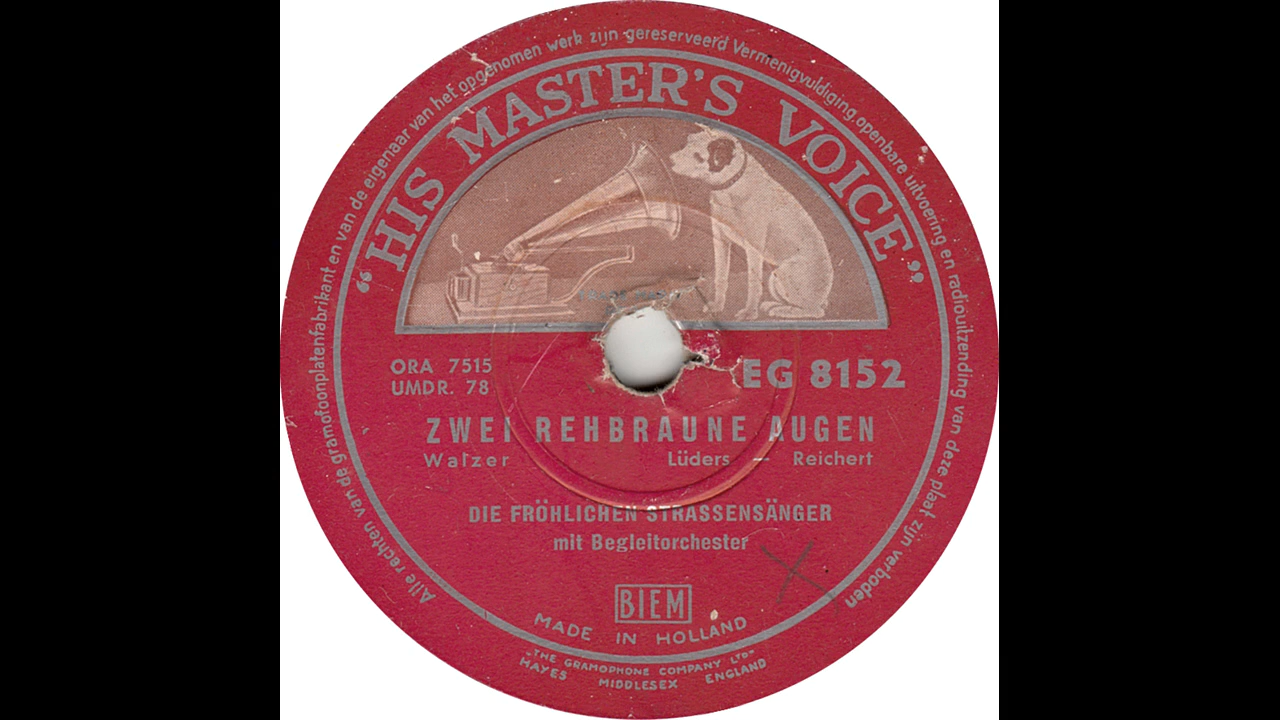 Alle rechten van de gramofoonplatenfabrikant en van de eigenaar van het opgenomen werk zijn gereserveerd Vermenigvuldiging, openbare uitvoering en radiouitzending van deze plaat zijn verboden
"HIS MASTER'S VOICE"
ORA 7515
UMDR. 78
EG 8152
ZWEI REHBRAUNE AUGEN
Walzer Lüders — Reichert
DIE FRÖHLICHEN STRASSENSÄNGER
mit Begleitorchester
BIEM
MADE IN HOLLAND
"THE GRAMOPHONE COMPANY LTD"
HAYES MIDDLESEX ENGLAND